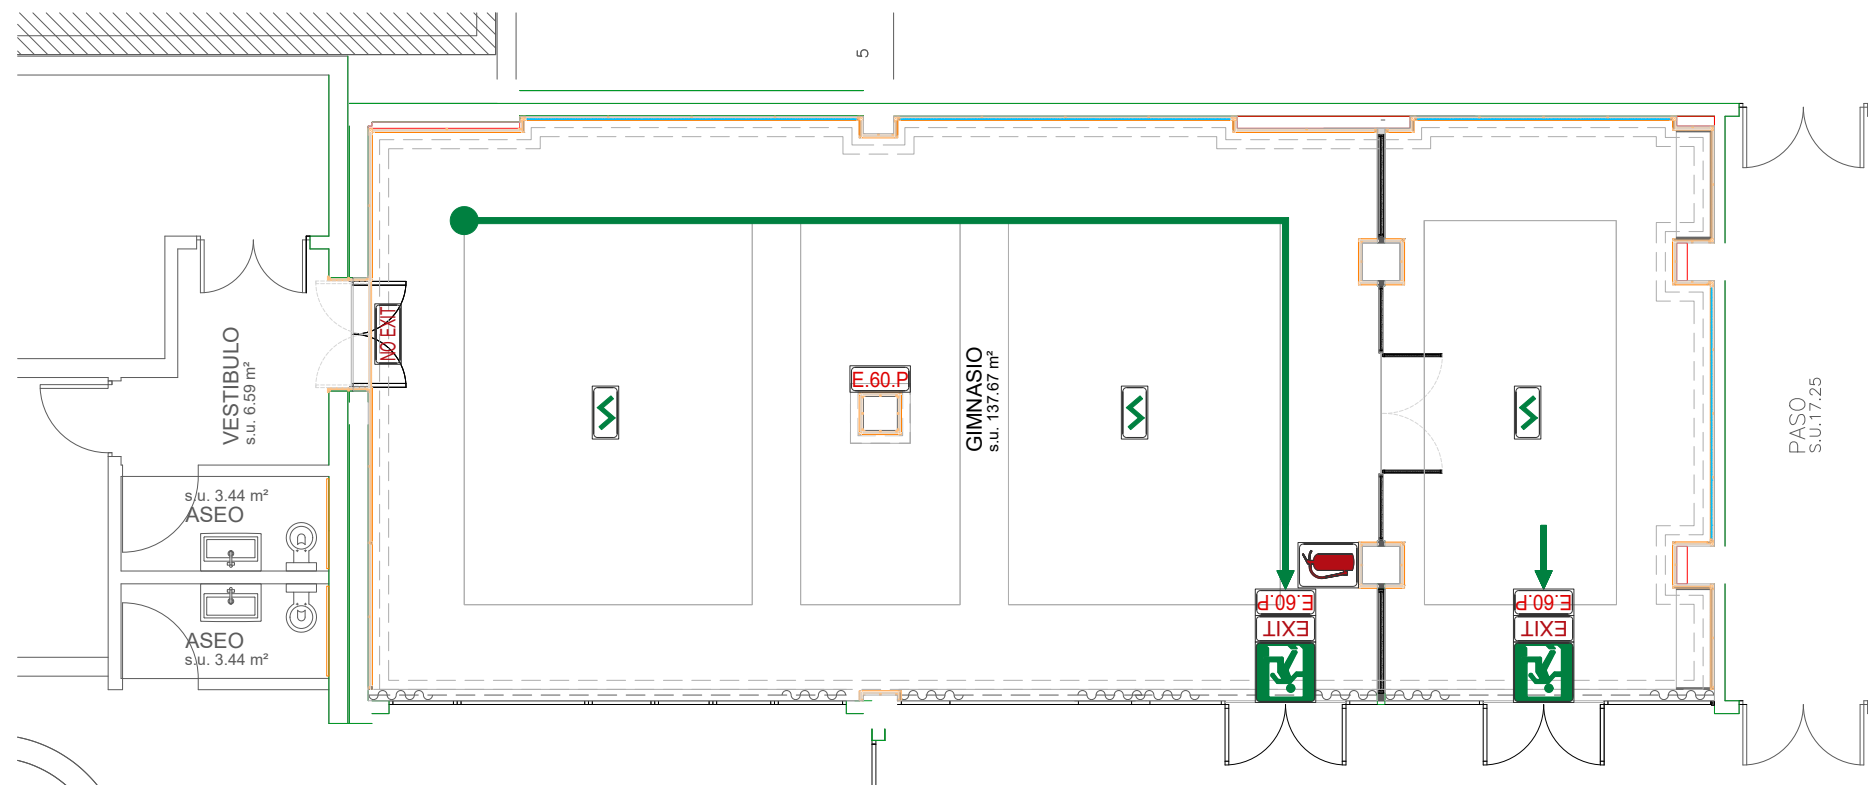 5
NO EXIT
VESTIBULO
s.u. 6.59 m²
E.60.P
GIMNASIO
s.u. 137.67 m²
PASO
s.u.17.25
s.u. 3.44 m²
ASEO
ASEO
s.u. 3.44 m²
E.60.P
EXIT
E.60.P
EXIT